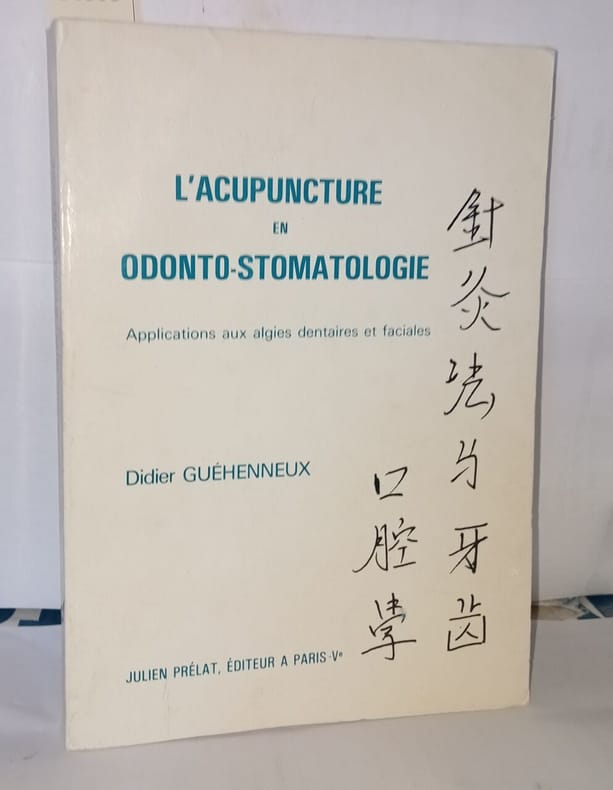 L'ACUPUNCTURE
EN
ODONTO-STOMATOLOGIE
Applications aux algies dentaires et faciales
Didier GUÉHENNEUX
JULIEN PRÉLAT, ÉDITEUR A PARIS-Vᵉ
針灸法与牙齿
口腔学